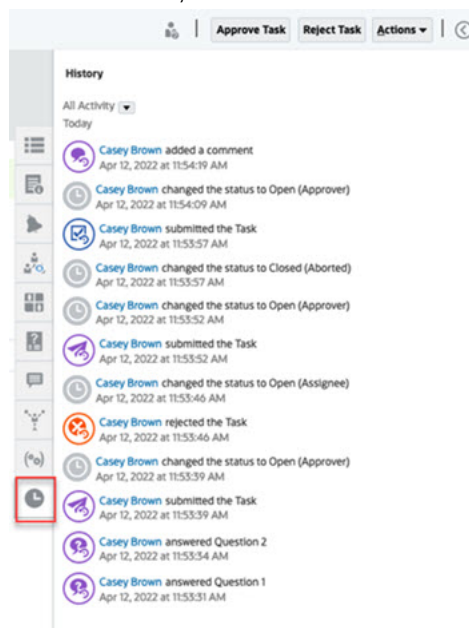 Approve Task
Reject Task
Actions
History
All Activity
Today
Casey Brown added a comment
Apr 12, 2022 at 11:54:19 AM
Casey Brown changed the status to Open (Approver)
Apr 12, 2022 at 11:54:09 AM
Casey Brown submitted the Task
Apr 12, 2022 at 11:53:57 AM
Casey Brown changed the status to Closed (Aborted)
Apr 12, 2022 at 11:53:57 AM
Casey Brown changed the status to Open (Approver)
Apr 12, 2022 at 11:53:52 AM
Casey Brown submitted the Task
Apr 12, 2022 at 11:53:52 AM
Casey Brown changed the status to Open (Assignee)
Apr 12, 2022 at 11:53:46 AM
Casey Brown rejected the Task
Apr 12, 2022 at 11:53:46 AM
Casey Brown changed the status to Open (Approver)
Apr 12, 2022 at 11:53:39 AM
Casey Brown submitted the Task
Apr 12, 2022 at 11:53:39 AM
Casey Brown answered Question 2
Apr 12, 2022 at 11:53:34 AM
Casey Brown answered Question 1
Apr 12, 2022 at 11:53:31 AM